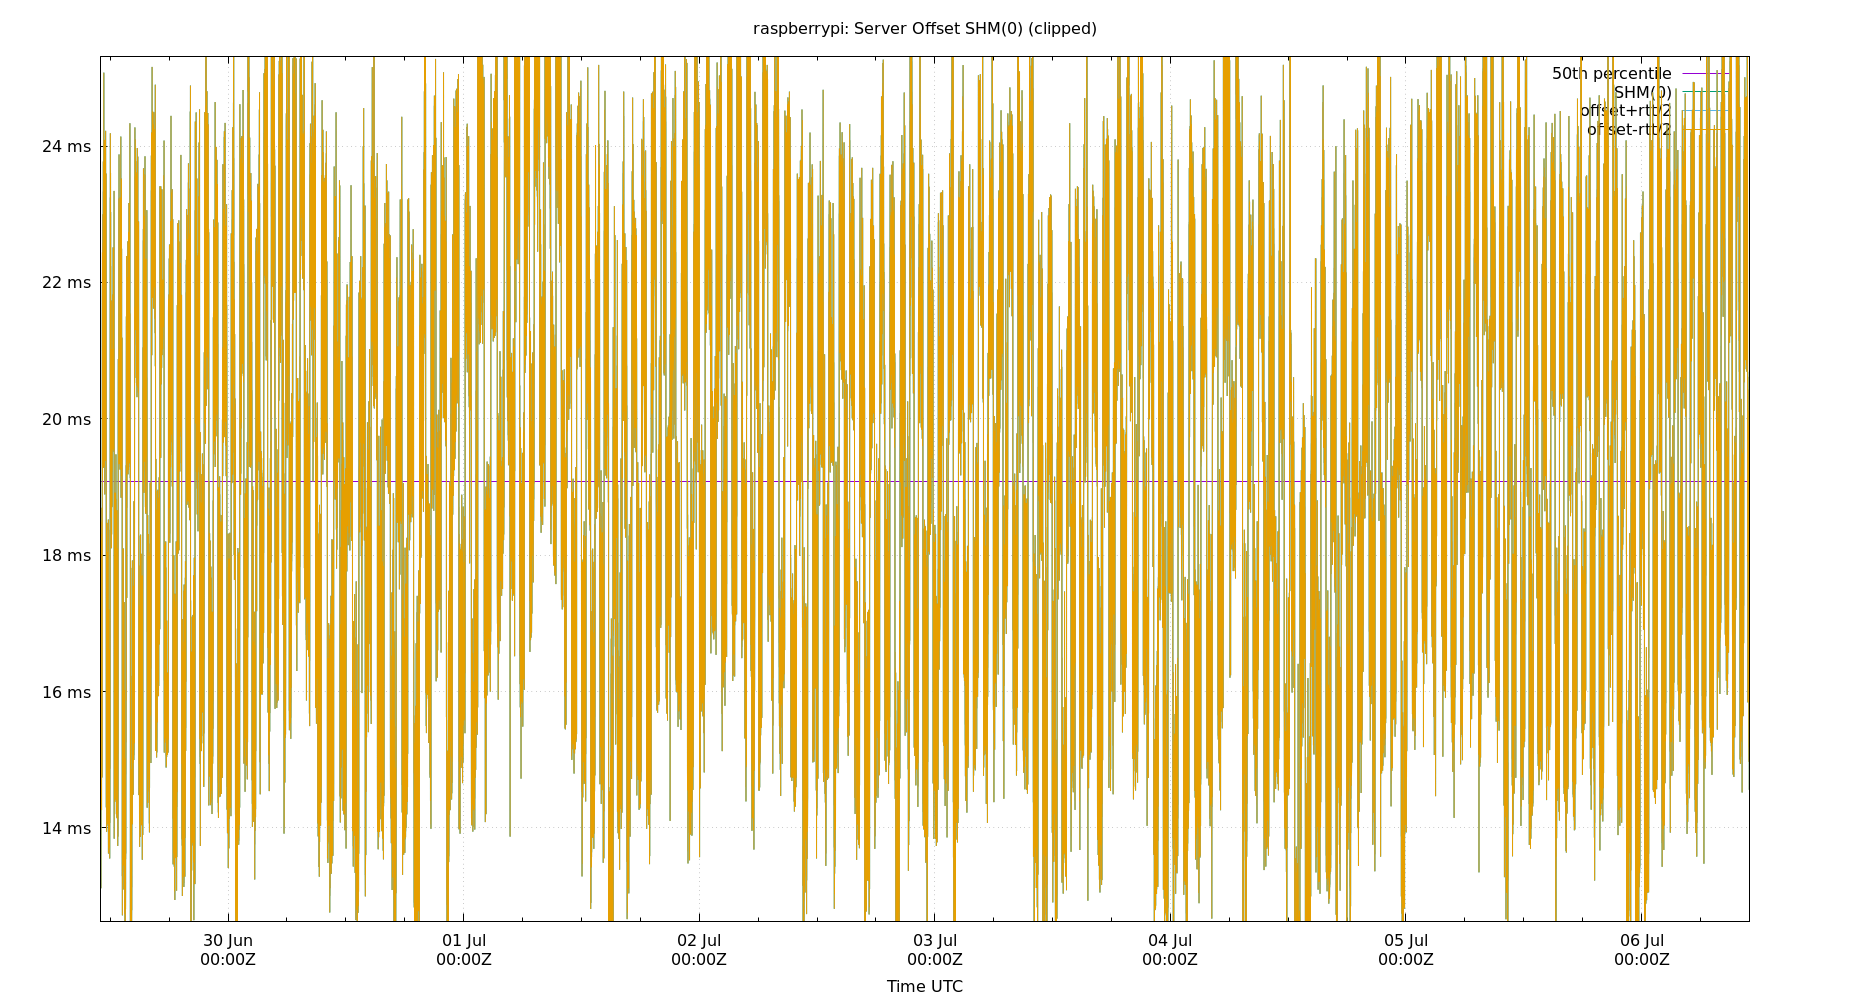 raspberrypi: Server Offset SHM(0) (clipped)
50th percentile
SHM(0)
offset+rtt/2
offset-rtt/2
24 ms
22 ms
20 ms
18 ms
16 ms
14 ms
30 Jun 01 Jul 02 Jul 03 Jul 04 Jul 05 Jul 06 Jul
00:00Z 00:00Z 00:00Z 00:00Z 00:00Z 00:00Z 00:00Z
Time UTC